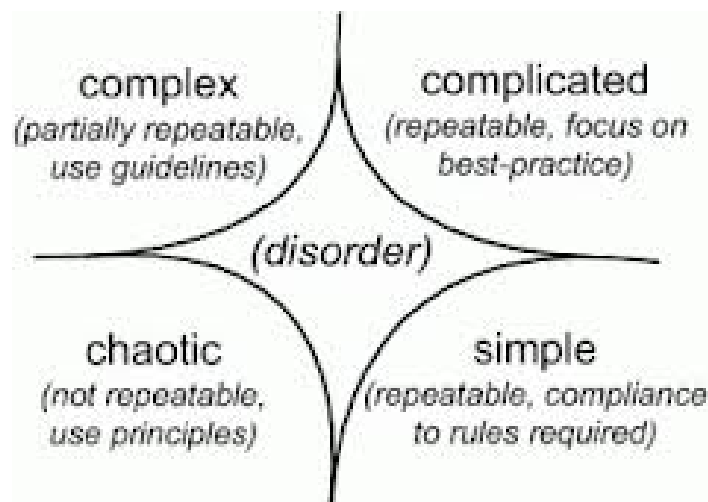 complex
(partially repeatable,
use guidelines)
complicated
(repeatable, focus on
best-practice)
(disorder)
chaotic
(not repeatable,
use principles)
simple
(repeatable, compliance
to rules required)